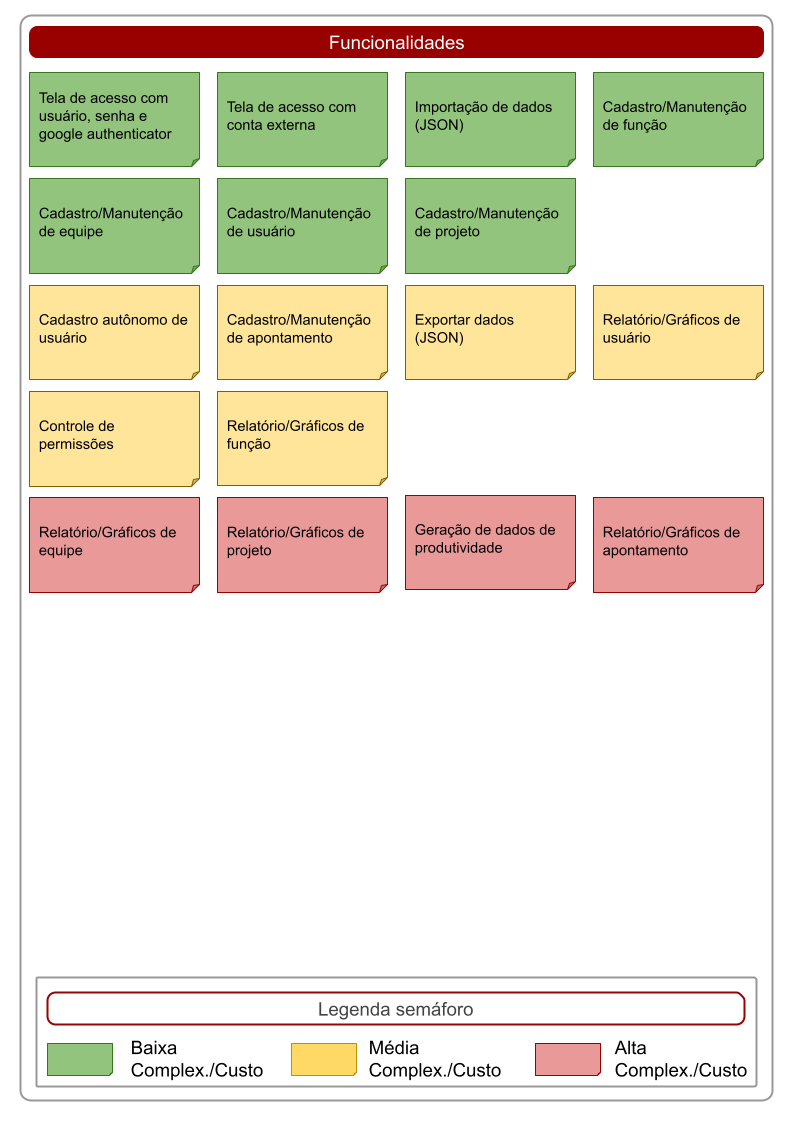 Funcionalidades
Tela de acesso com
usuário, senha e
google authenticator
Tela de acesso com
conta externa
Importação de dados
(JSON)
Cadastro/Manutenção
de função
Cadastro/Manutenção
de equipe
Cadastro/Manutenção
de usuário
Cadastro/Manutenção
de projeto
Cadastro autônomo de
usuário
Cadastro/Manutenção
de apontamento
Exportar dados
(JSON)
Relatório/Gráficos de
usuário
Controle de
permissões
Relatório/Gráficos de
função
Relatório/Gráficos de
equipe
Relatório/Gráficos de
projeto
Geração de dados de
produtividade
Relatório/Gráficos de
apontamento
Legenda semáforo
Baixa
Complex./Custo
Média
Complex./Custo
Alta
Complex./Custo